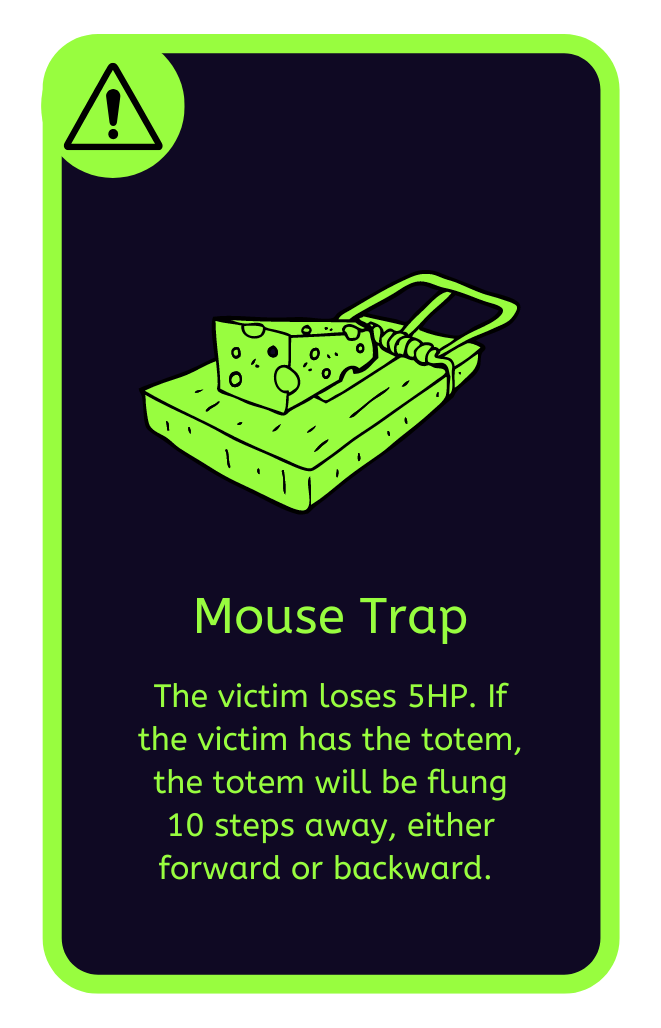 Mouse Trap
The victim loses 5HP. If
the victim has the totem,
the totem will be flung
10 steps away, either
forward or backward.